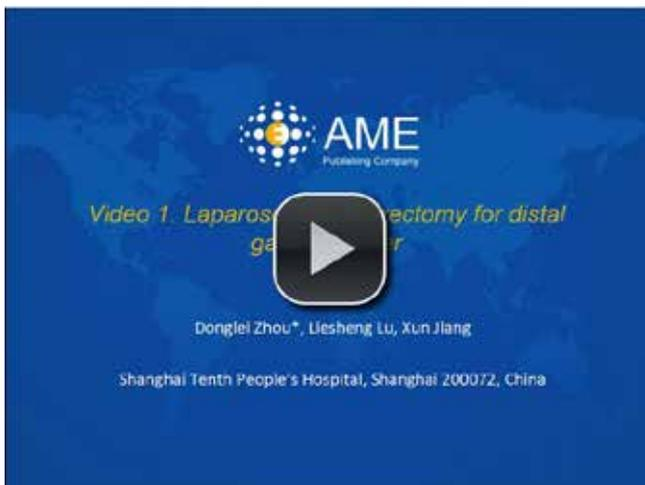 AME
Publishing Company
Video 1. Laparos ectomy for distal
ga er
Donglei Zhou*, Liesheng Lu, Xun Jiang
Shanghai Tenth People's Hospital, Shanghai 200072, China